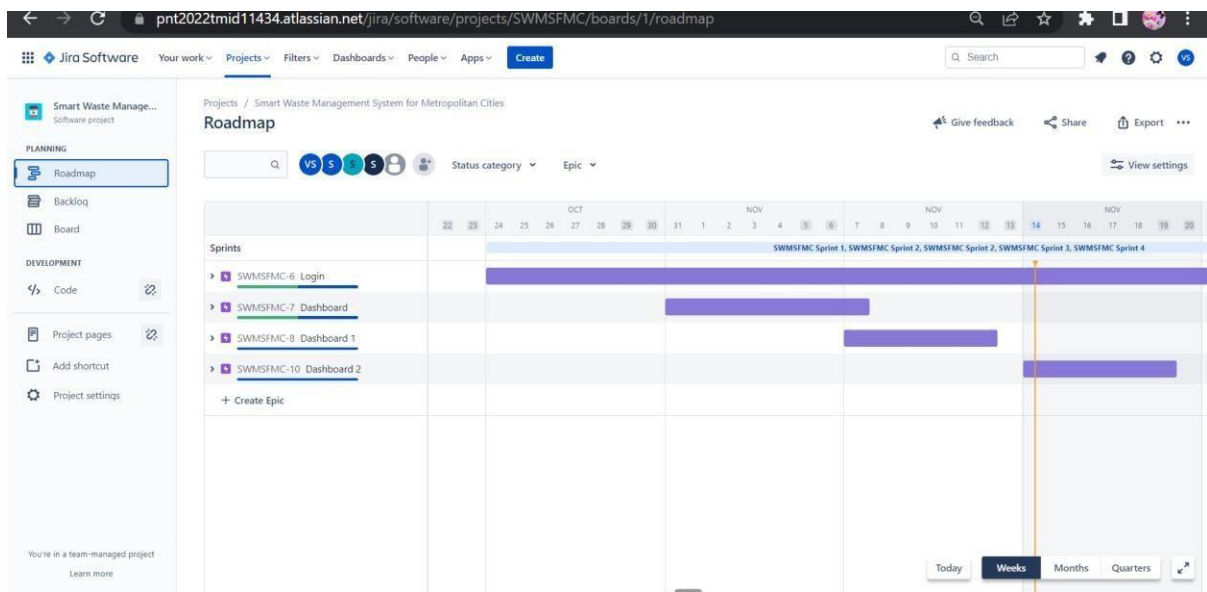 pnt2022tmid11434.atlassian.net/jira/software/projects/SWMSFMC/boards/1/roadmap
Jira Software Your work Projects Filters Dashboards People Apps Create Search VS
Smart Waste Manage...
Software project
PLANNING
Roadmap
Backlog
Board
DEVELOPMENT
Code
Project pages
Add shortcut
Project settings
You're in a team-managed project
Learn more
Projects / Smart Waste Management System for Metropolitan Cities
Roadmap
Give feedback Share Export
VS S S S Status category Epic View settings
OCT NOV NOV NOV
22 23 24 25 26 27 28 29 30 31 1 2 3 4 5 6 7 8 9 10 11 12 13 14 15 16 17 18 19 20
Sprints SWMSFMC Sprint 1, SWMSFMC Sprint 2, SWMSFMC Sprint 2, SWMSFMC Sprint 3, SWMSFMC Sprint 4
SWMSFMC-6 Login
SWMSFMC-7 Dashboard
SWMSFMC-8 Dashboard 1
SWMSFMC-10 Dashboard 2
+ Create Epic
Today Weeks Months Quarters